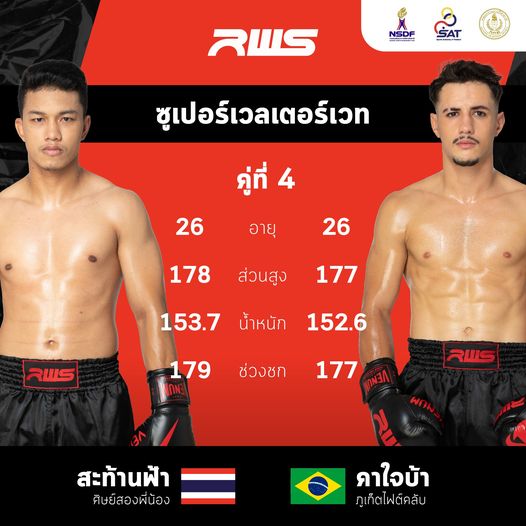 RWS
NSDF
SAT
ซูเปอร์เวลเตอร์เวท
คู่ที่ 4
26 อายุ 26
178 ส่วนสูง 177
153.7 น้ำหนัก 152.6
179 ช่วงชก 177
RWS
RWS
VENUM
VENUM
VENUM
สะท้านฟ้า
ศิษย์สองพี่น้อง
คาใจบ้า
ภูเก็ตไฟต์คลับ